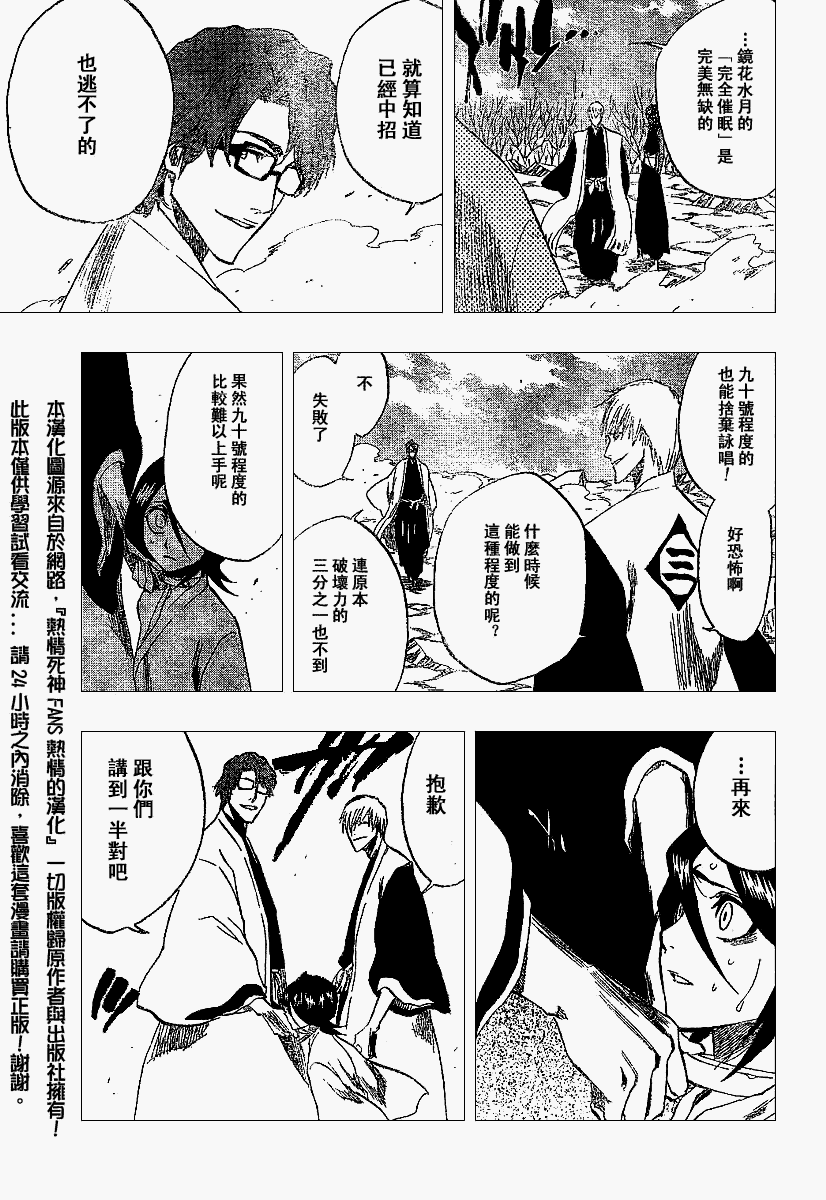 …鏡花水月的
「完全催眠」是
完美無缺的
就算知道
已經中招
也逃不了的
九十號程度的
也能捨棄詠唱！
好恐怖啊
什麼時候
能做到
這種程度的呢？
不
失敗了
連原本
破壞力的
三分之一也不到
果然九十號程度的
比較難以上手呢
三
…再來
抱歉
跟你們
講到一半對吧
本漢化圖源來自於網路，『熱情死神FANS熱情的漢化』一切版權歸原作者與出版社擁有！
此版本僅供學習試看交流... 請24小時之內消除，喜歡這套漫畫請購買正版！謝謝。